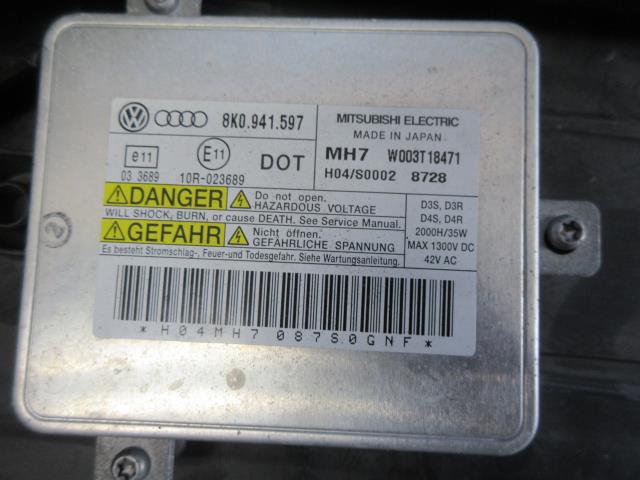 8K0.941.597
MITSUBISHI ELECTRIC
MADE IN JAPAN
e11
E11
DOT
MH7 W003T18471
03 3689
10R-023689
H04/S0002 8728
DANGER
Do not open.
HAZARDOUS VOLTAGE
WILL SHOCK, BURN, or cause DEATH. See Service Manual.
GEFAHR
Nicht öffnen.
GEFÄHRLICHE SPANNUNG
Es besteht Stromschlag-, Feuer-und Todesgefahr. Siehe Wartungsanleitung.
D3S, D3R
D4S, D4R
2000H/35W
MAX 1300V DC
42V AC
*H04MH7087S0GNF*
2